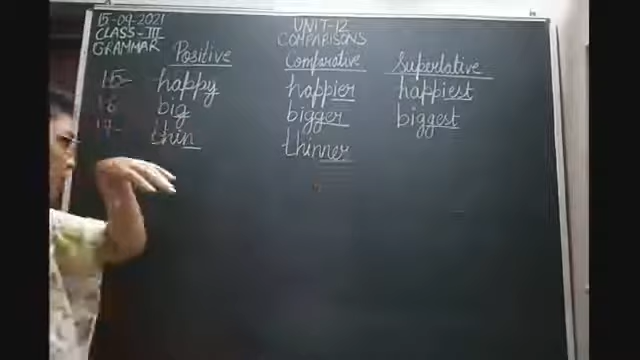 15-09-2021
UNIT-12
CLASS-III
COMPARISONS
GRAMMAR
Positive Comparative Superlative
15- happy happier happiest
16 big bigger biggest
17- thin thinner